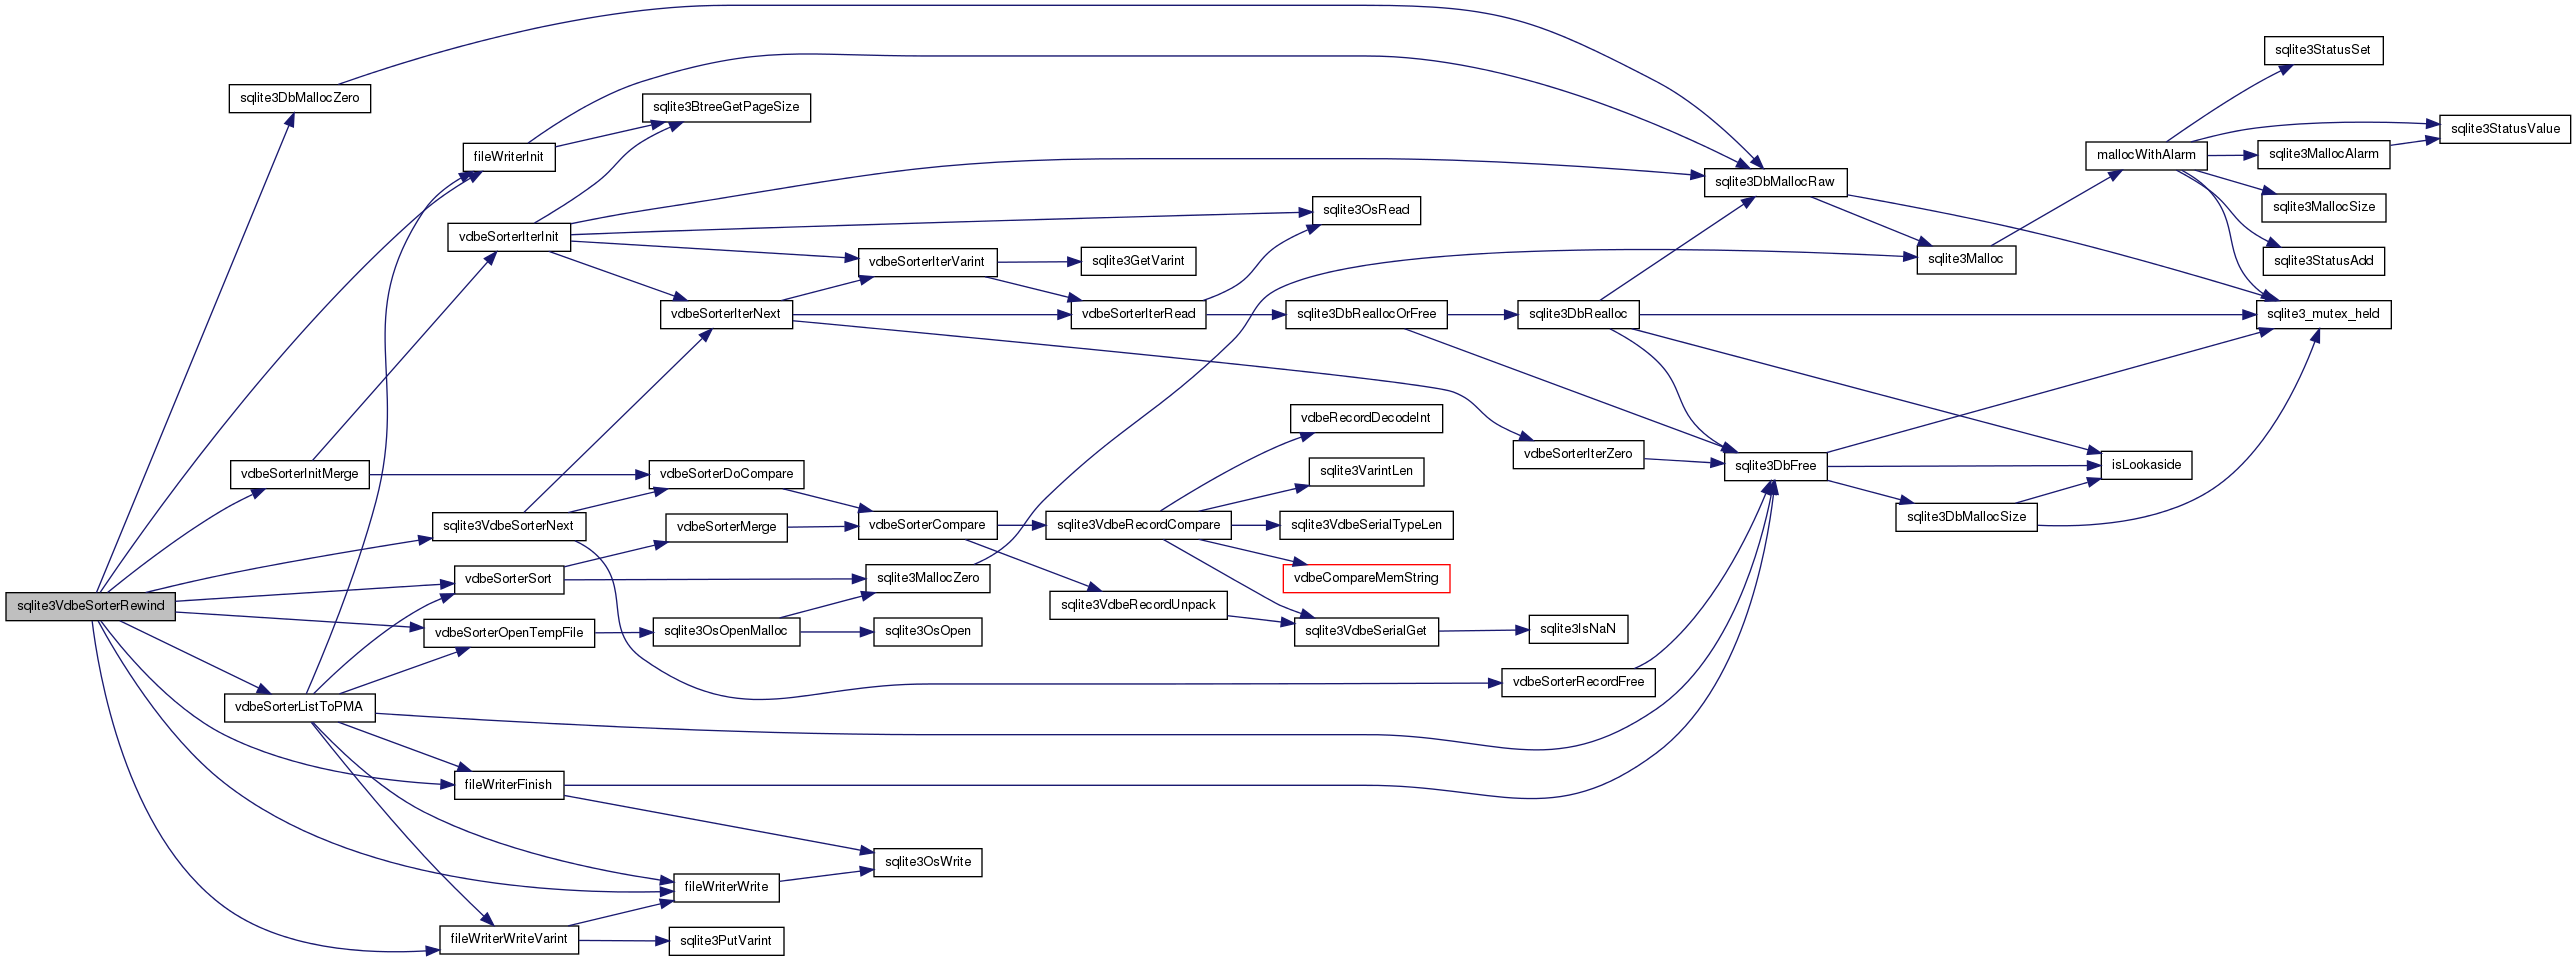 sqlite3StatusSet
sqlite3DbMallocZero
sqlite3BtreeGetPageSize
sqlite3StatusValue
fileWriterInit
mallocWithAlarm
sqlite3MallocAlarm
sqlite3DbMallocRaw
sqlite3OsRead
sqlite3MallocSize
vdbeSorterIterInit
vdbeSorterIterVarint
sqlite3GetVarint
sqlite3Malloc
sqlite3StatusAdd
vdbeSorterIterNext
vdbeSorterIterRead
sqlite3DbReallocOrFree
sqlite3DbRealloc
sqlite3_mutex_held
vdbeRecordDecodeInt
vdbeSorterIterZero
vdbeSorterInitMerge
vdbeSorterDoCompare
sqlite3VarintLen
sqlite3DbFree
isLookaside
sqlite3VdbeSorterNext
vdbeSorterMerge
vdbeSorterCompare
sqlite3VdbeRecordCompare
sqlite3VdbeSerialTypeLen
sqlite3DbMallocSize
vdbeSorterSort
sqlite3MallocZero
vdbeCompareMemString
sqlite3VdbeSorterRewind
sqlite3VdbeRecordUnpack
vdbeSorterOpenTempFile
sqlite3OsOpenMalloc
sqlite3OsOpen
sqlite3VdbeSerialGet
sqlite3IsNaN
vdbeSorterRecordFree
vdbeSorterListToPMA
fileWriterFinish
sqlite3OsWrite
fileWriterWrite
fileWriterWriteVarint
sqlite3PutVarint